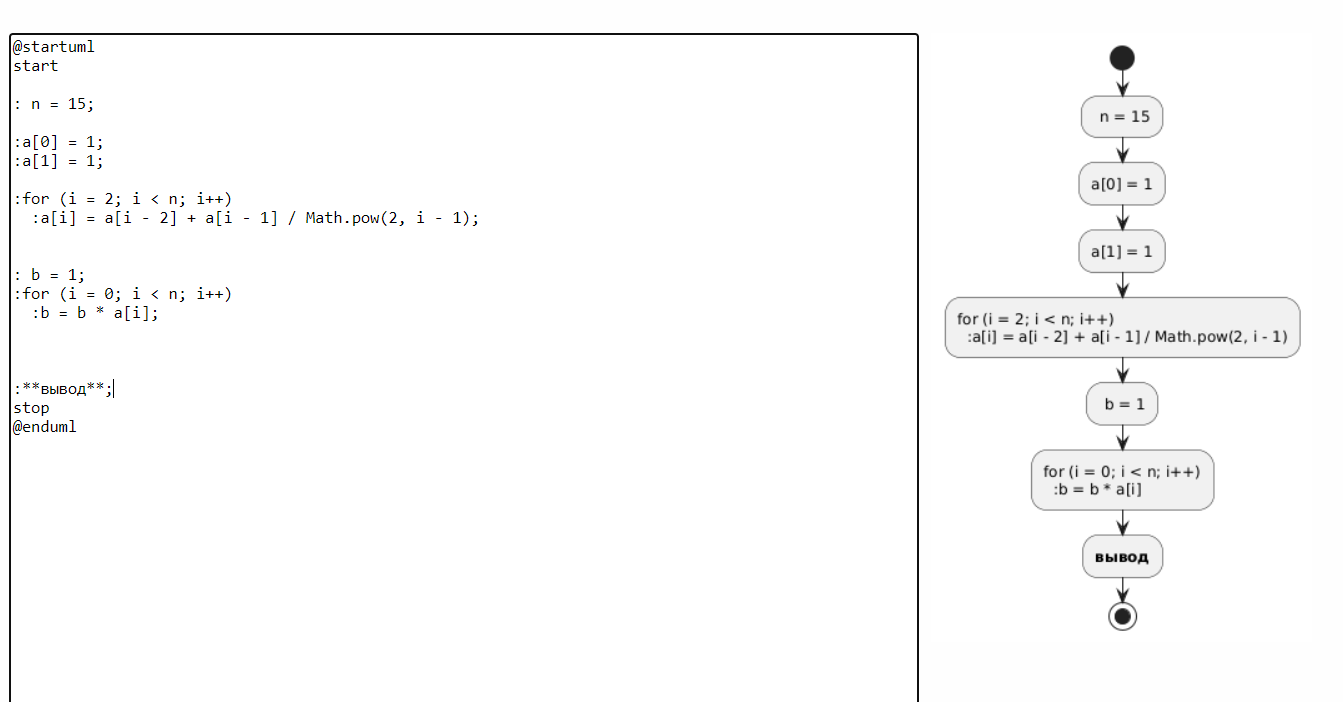 @startuml
start
: n = 15;
:a[0] = 1;
:a[1] = 1;
:for (i = 2; i < n; i++)
:a[i] = a[i - 2] + a[i - 1] / Math.pow(2, i - 1);
: b = 1;
:for (i = 0; i < n; i++)
:b = b * a[i];
:**вывод**;
stop
@enduml
n = 15
a[0] = 1
a[1] = 1
for (i = 2; i < n; i++)
:a[i] = a[i - 2] + a[i - 1] / Math.pow(2, i - 1)
b = 1
for (i = 0; i < n; i++)
:b = b * a[i]
вывод